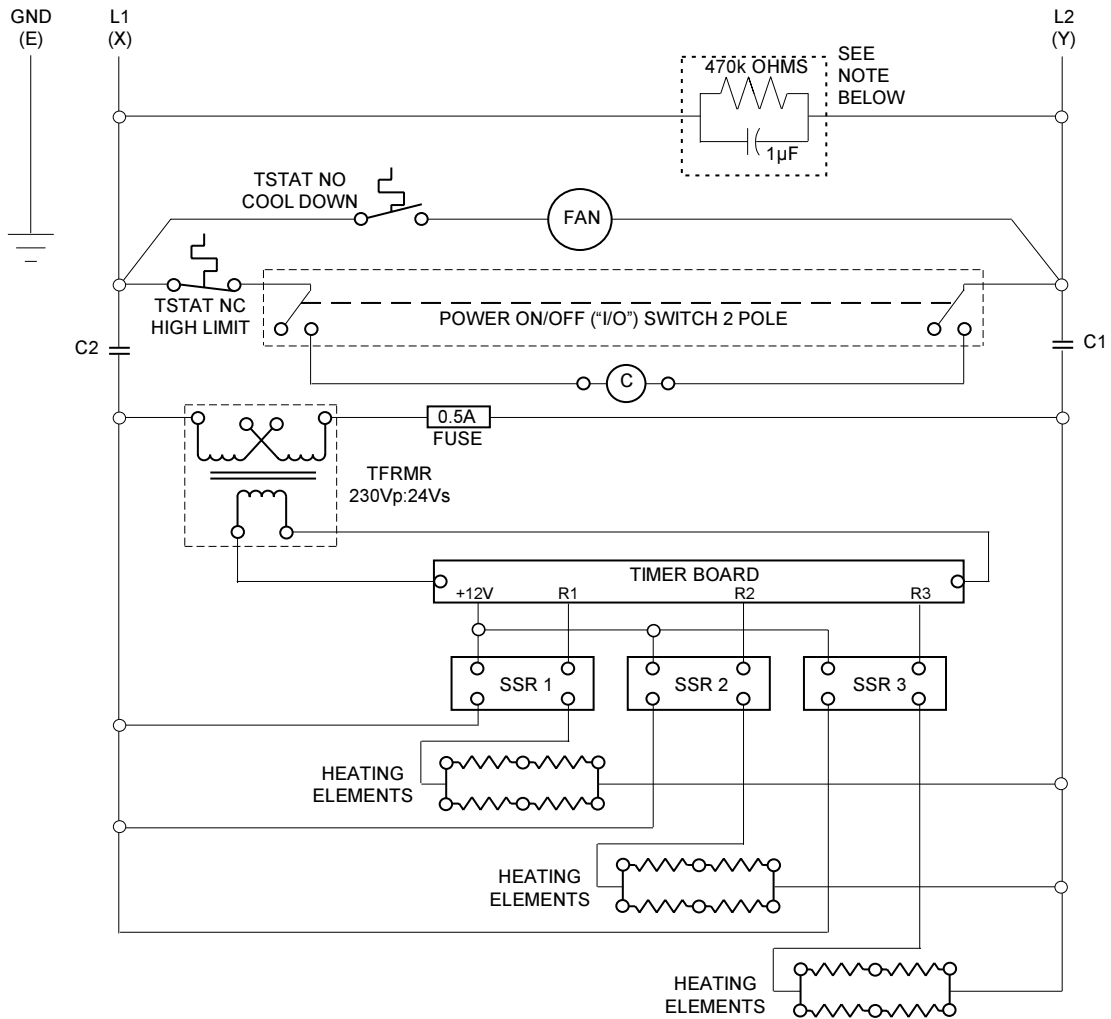 GND
(E)
L1
(X)
L2
(Y)
470k OHMS
1µF
SEE
NOTE
BELOW
TSTAT NO
COOL DOWN
FAN
TSTAT NC
HIGH LIMIT
POWER ON/OFF (“I/O”) SWITCH 2 POLE
C2
C1
C
0.5A
FUSE
TFRMR
230Vp:24Vs
TIMER BOARD
+12V
R1
R2
R3
SSR 1
SSR 2
SSR 3
HEATING
ELEMENTS
HEATING
ELEMENTS
HEATING
ELEMENTS